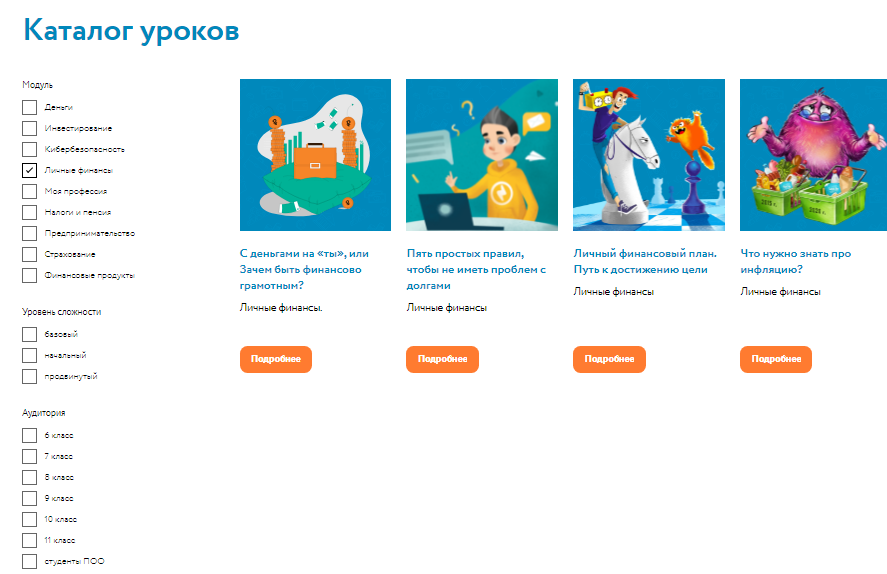 Каталог уроков
Модуль
Деньги
Инвестирование
Кибербезопасность
Личные финансы
Моя профессия
Налоги и пенсия
Предпринимательство
Страхование
Финансовые продукты
Уровень сложности
базовый
начальный
продвинутый
Аудитория
6 класс
7 класс
8 класс
9 класс
10 класс
11 класс
студенты ПОО
С деньгами на «ты», или
Зачем быть финансово
грамотным?
Личные финансы.
Подробнее
Пять простых правил,
чтобы не иметь проблем с
долгами
Личные финансы
Подробнее
Личный финансовый план.
Путь к достижению цели
Личные финансы
Подробнее
Что нужно знать про
инфляцию?
Личные финансы
Подробнее